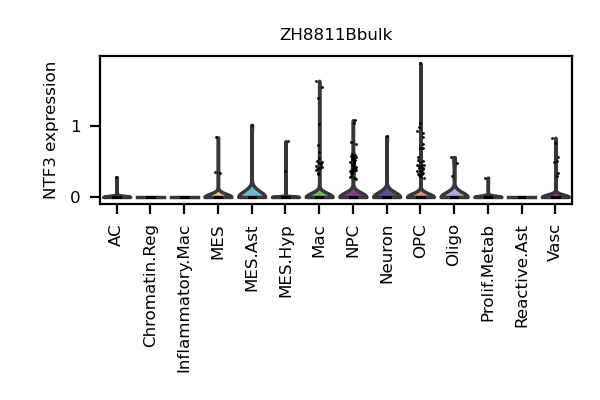 ZH8811Bbulk
NTF3 expression
1
0
AC
Chromatin.Reg
Inflammatory.Mac
MES
MES.Ast
MES.Hyp
Mac
NPC
Neuron
OPC
Oligo
Prolif.Metab
Reactive.Ast
Vasc